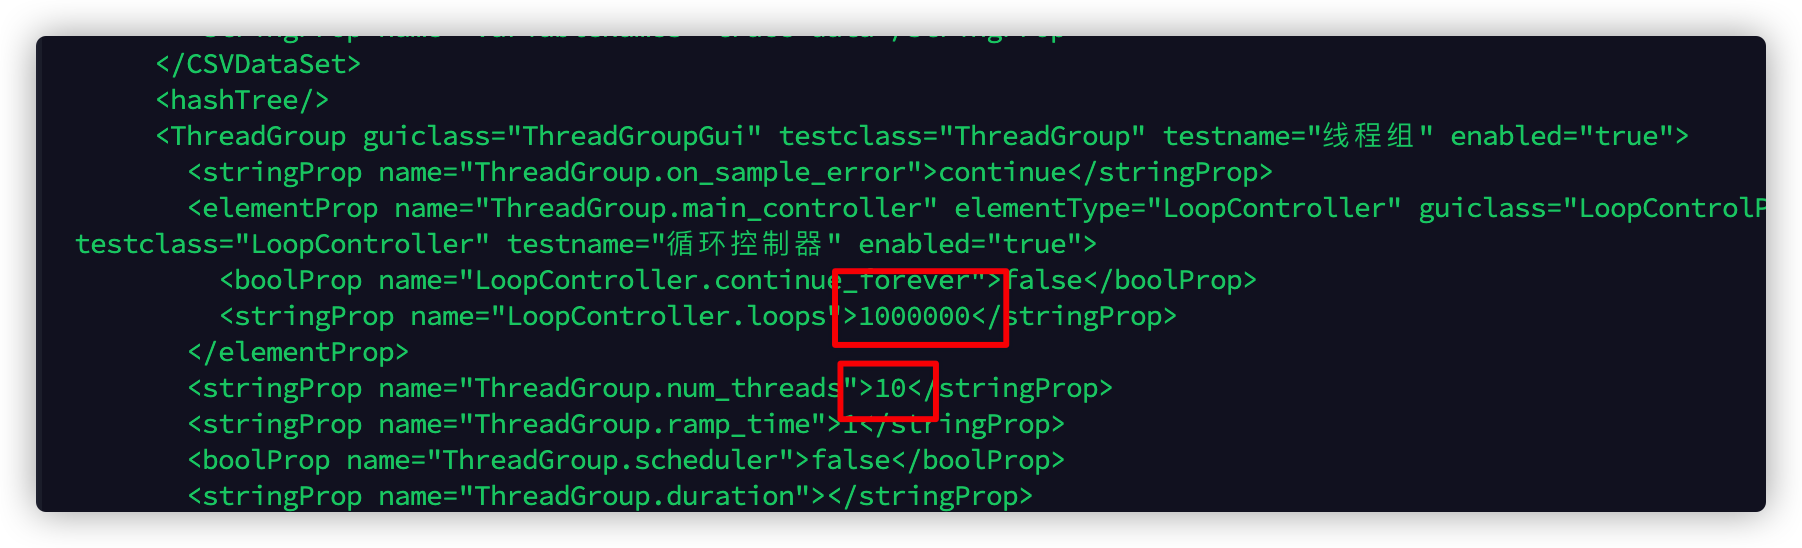 </CSVDataSet>
<hashTree/>
<ThreadGroup guiclass="ThreadGroupGui" testclass="ThreadGroup" testname="线程组" enabled="true">
<stringProp name="ThreadGroup.on_sample_error">continue</stringProp>
<elementProp name="ThreadGroup.main_controller" elementType="LoopController" guiclass="LoopControlP
testclass="LoopController" testname="循环控制器" enabled="true">
<boolProp name="LoopController.continue_forever">false</boolProp>
<stringProp name="LoopController.loops">1000000</stringProp>
</elementProp>
<stringProp name="ThreadGroup.num_threads">10</stringProp>
<stringProp name="ThreadGroup.ramp_time">1</stringProp>
<boolProp name="ThreadGroup.scheduler">false</boolProp>
<stringProp name="ThreadGroup.duration"></stringProp>